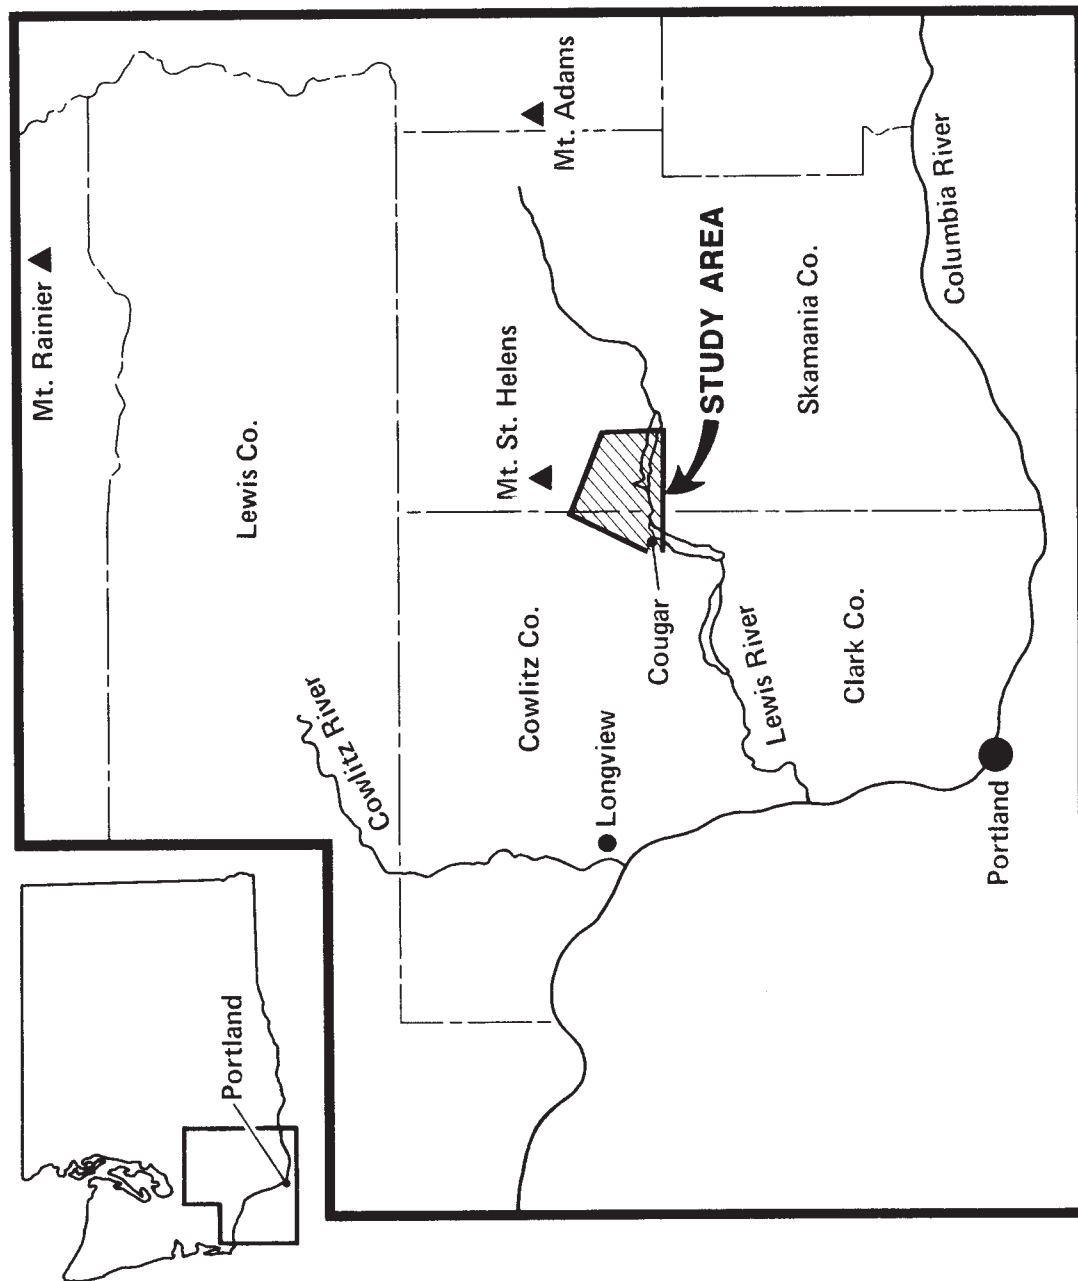 Portland
Mt. Rainier
Lewis Co.
Cowlitz River
Mt. St. Helens
Mt. Adams
Cowlitz Co.
Longview
Cougar
STUDY AREA
Lewis River
Skamania Co.
Clark Co.
Columbia River
Portland